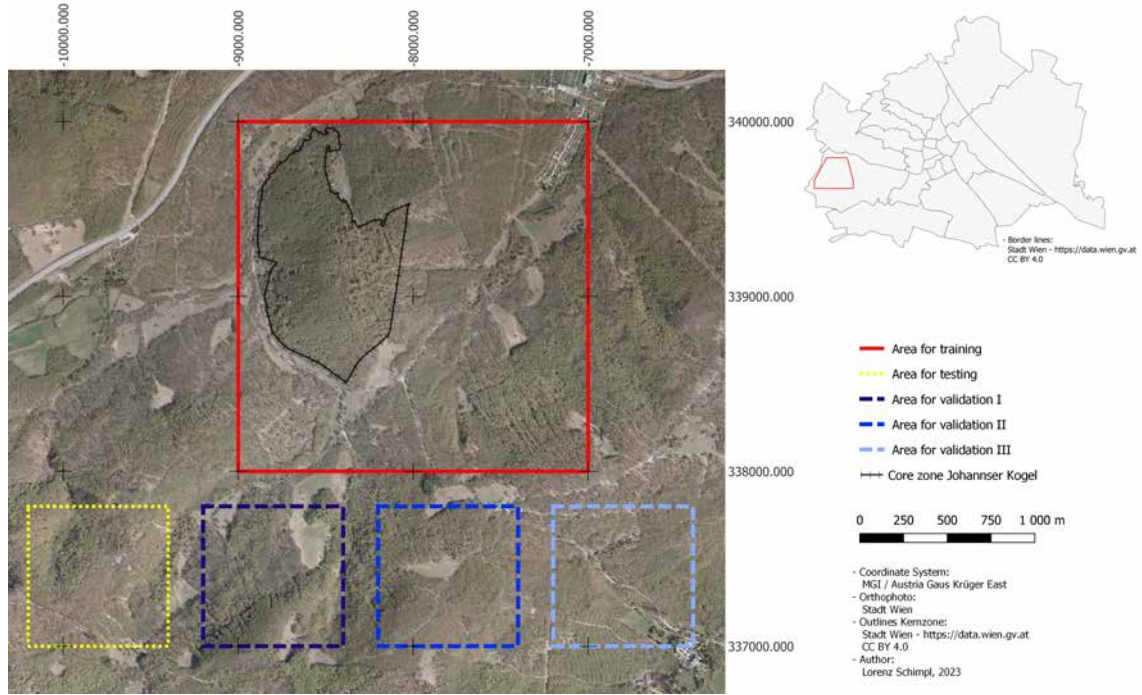 -10000.000
-9000.000
-8000.000
-7000.000
340000.000
339000.000
338000.000
337000.000
- Border lines:
Stadt Wien - https://data.wien.gv.at
CC BY 4.0
Area for training
Area for testing
Area for validation I
Area for validation II
Area for validation III
Core zone Johannser Kogel
0 250 500 750 1 000 m
- Coordinate System:
MGI / Austria Gaus Krüger East
- Orthophoto:
Stadt Wien
- Outlines Kernzone:
Stadt Wien - https://data.wien.gv.at
CC BY 4.0
- Author:
Lorenz Schimpl, 2023